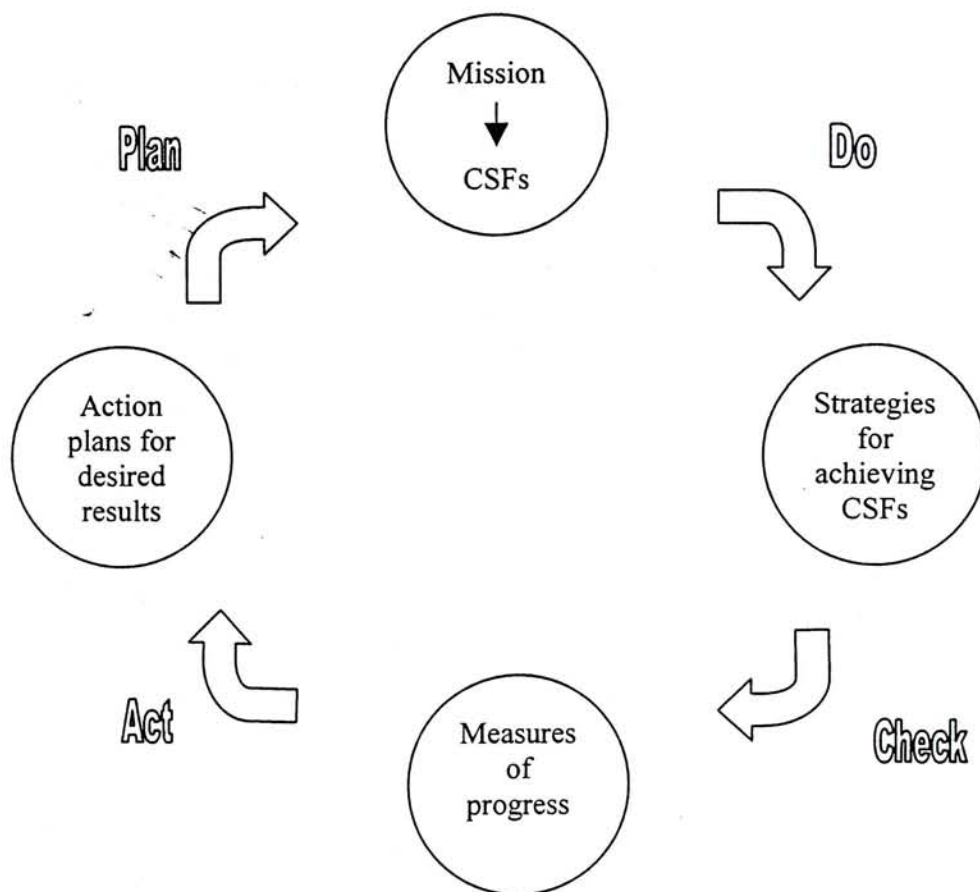 Mission
CSFs
Plan
Do
Action
plans for
desired
results
Strategies
for
achieving
CSFs
Act
Check
Measures
of
progress